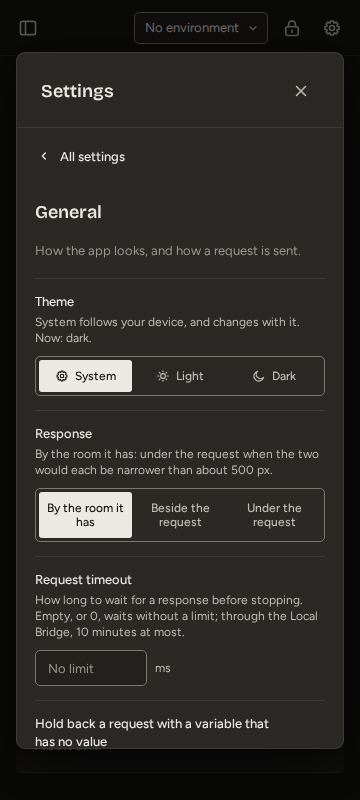 No environment
Settings
All settings
General
How the app looks, and how a request is sent.
Theme
System follows your device, and changes with it.
Now: dark.
System
Light
Dark
Response
By the room it has: under the request when the two
would each be narrower than about 500 px.
By the room it
has
Beside the
request
Under the
request
Request timeout
How long to wait for a response before stopping.
Empty, or 0, waits without a limit; through the Local
Bridge, 10 minutes at most.
No limit
ms
Hold back a request with a variable that
has no value